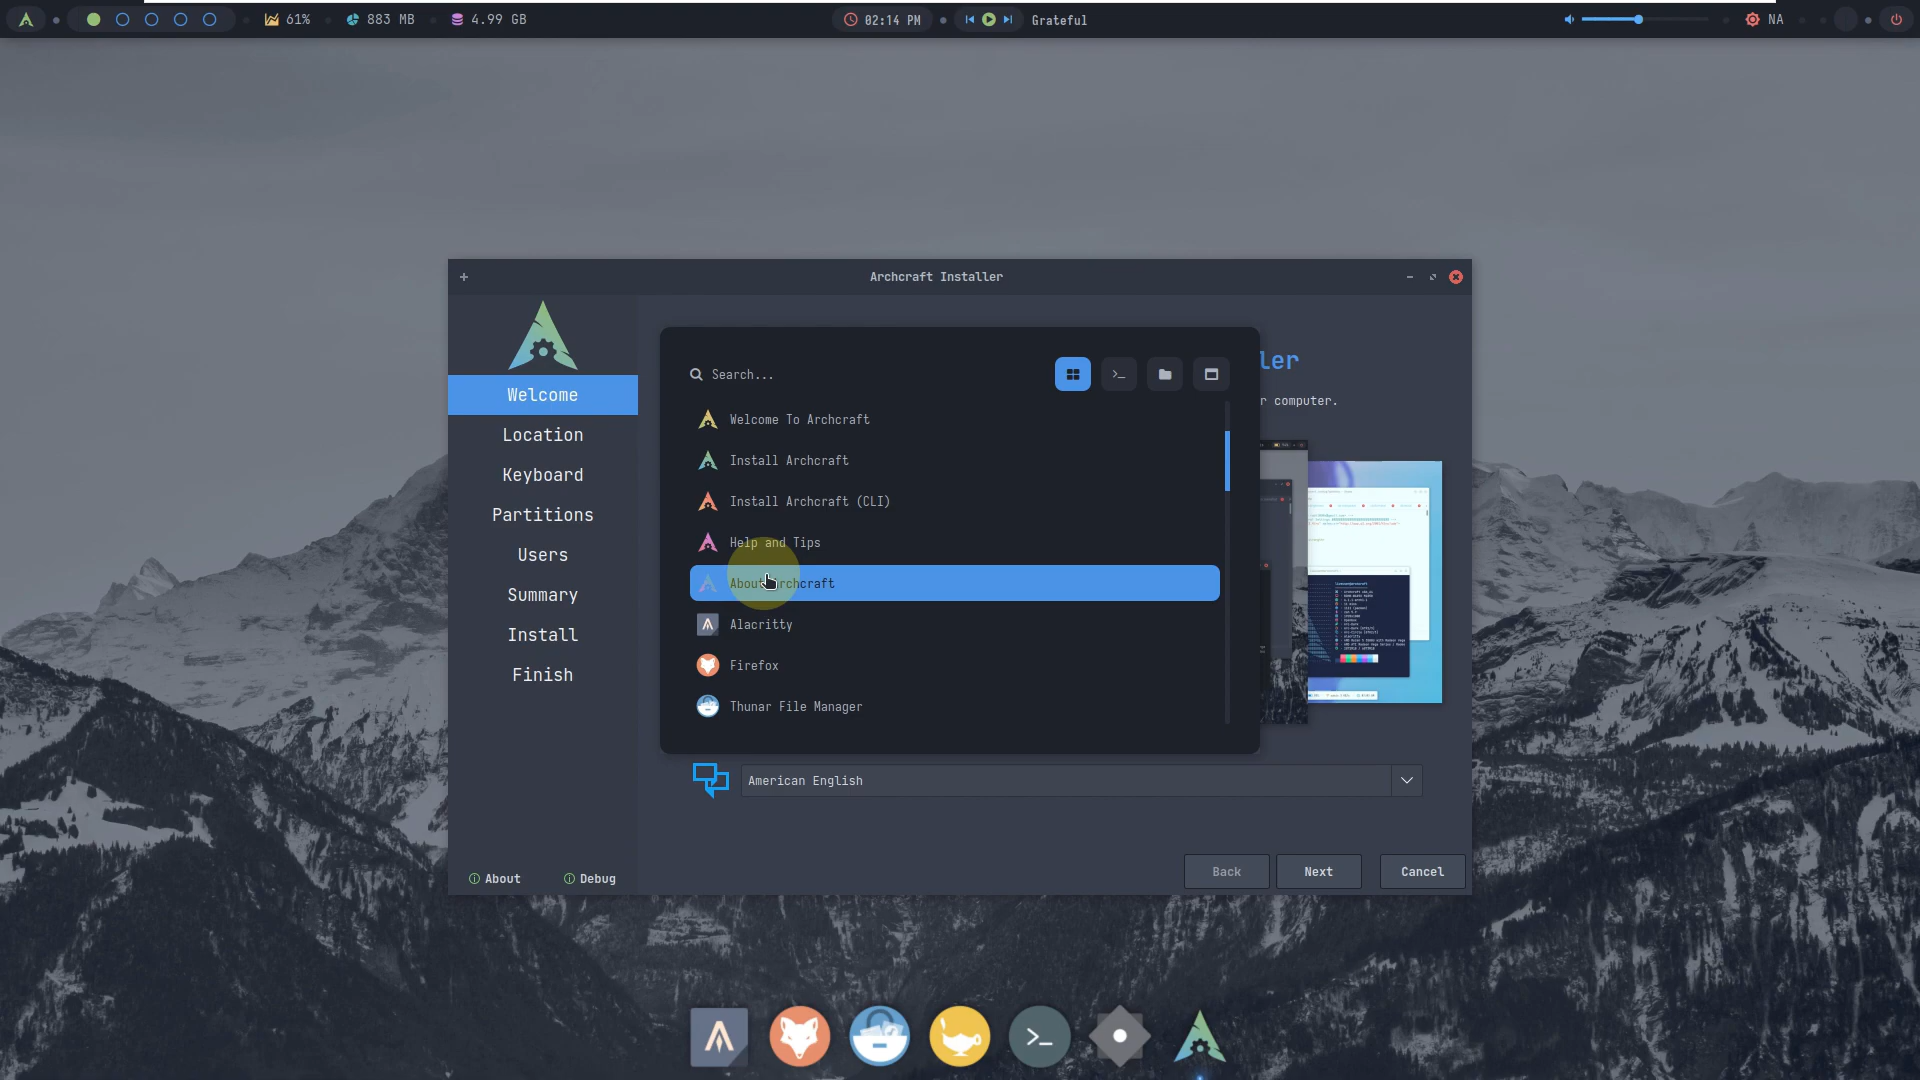 61%
883 MB
4.99 GB
02:14 PM
Grateful
NA
Archcraft Installer
Welcome
Location
Keyboard
Partitions
Users
Summary
Install
Finish
About
Debug
Search...
Welcome To Archcraft
Install Archcraft
Install Archcraft (CLI)
Help and Tips
About Archcraft
Alacritty
Firefox
Thunar File Manager
ler
r computer.
American English
Back
Next
Cancel